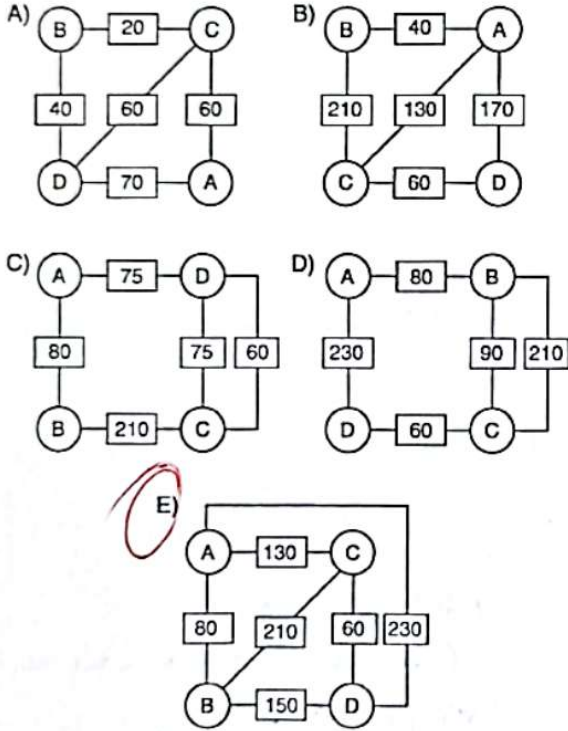 A) B 20 C
40 60 60
D 70 A
B) B 40 A
210 130 170
C 60 D
C) A 75 D
80 75 60
B 210 C
D) A 80 B
230 90 210
D 60 C
E)
A 130 C
80 210 60 230
B 150 D